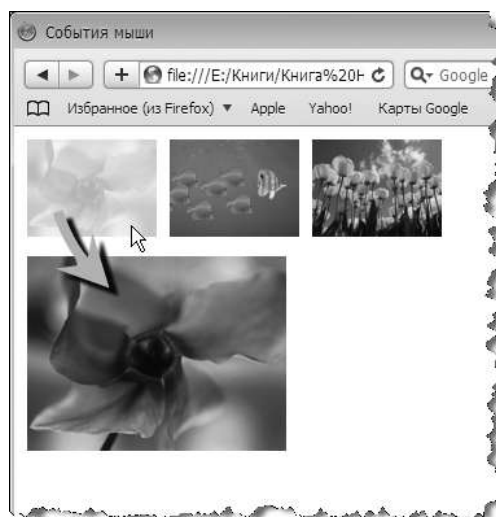 События мыши
file:///E:/Книги/Книга%20H
Google
Избранное (из Firefox) ▼ Apple Yahoo! Карты Google